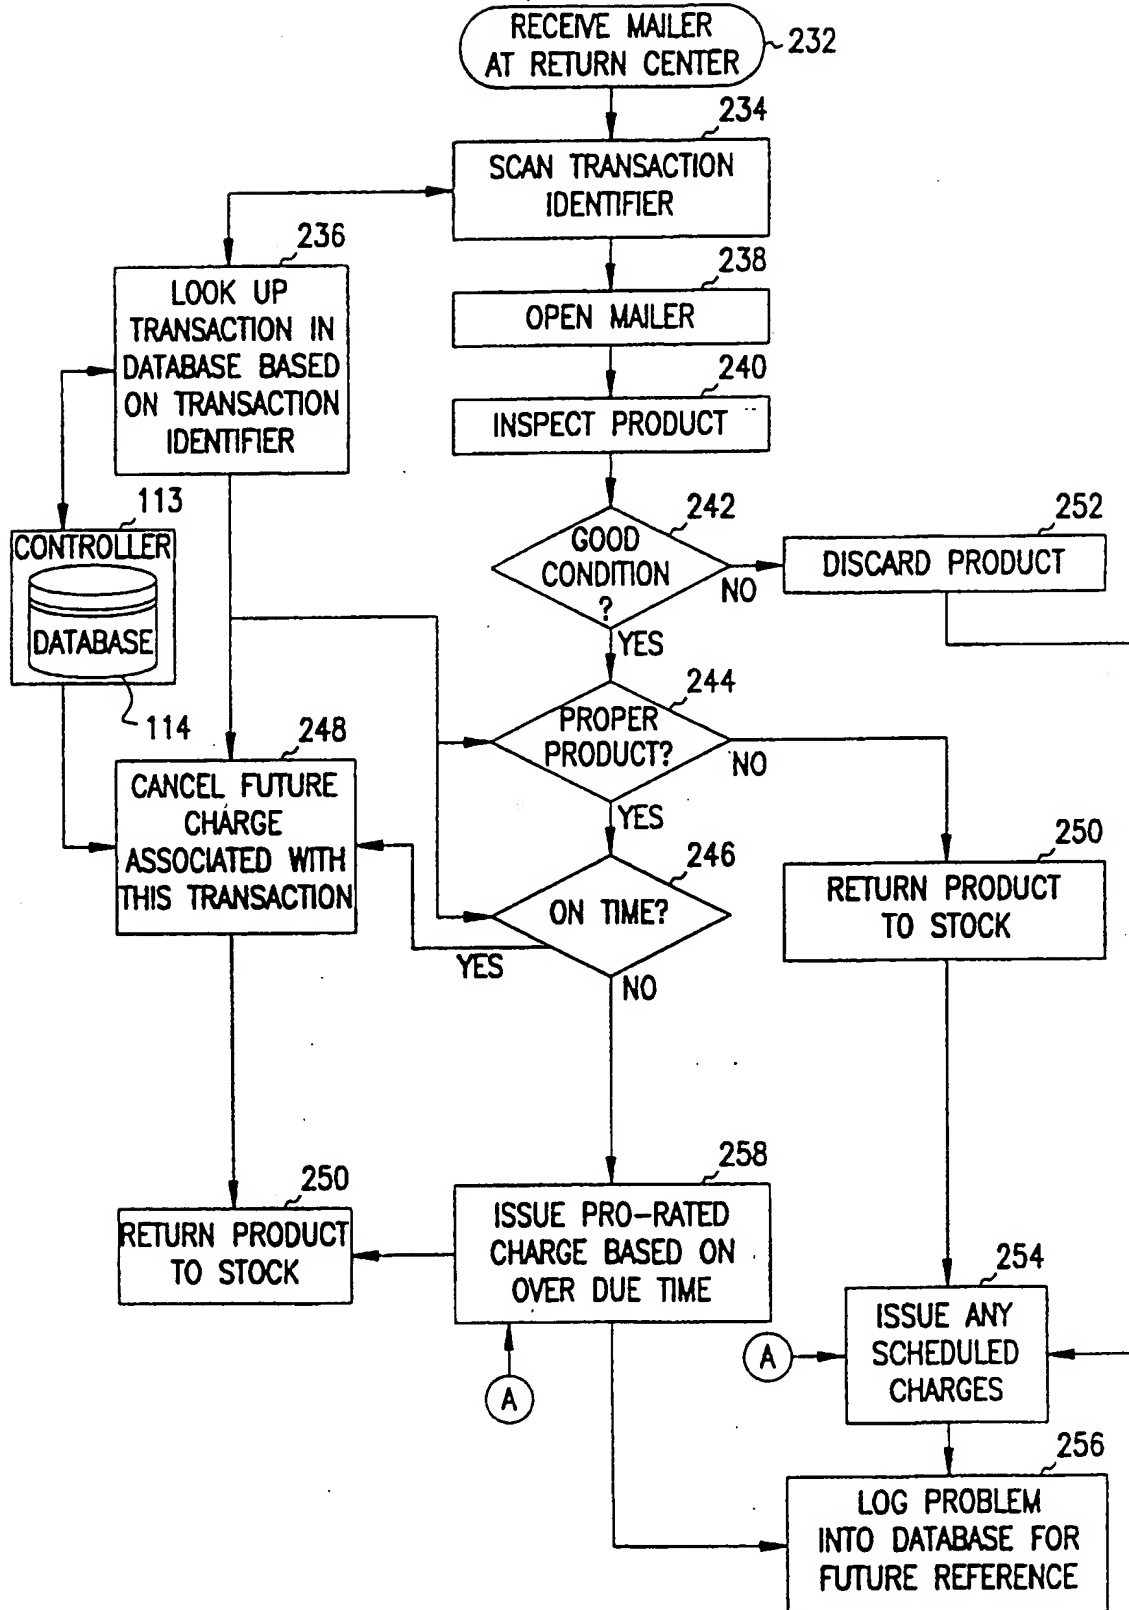 RECEIVE MAILER
AT RETURN CENTER
232
234
SCAN TRANSACTION
IDENTIFIER
236
LOOK UP
TRANSACTION IN
DATABASE BASED
ON TRANSACTION
IDENTIFIER
238
OPEN MAILER
240
INSPECT PRODUCT
113
CONTROLLER
DATABASE
114
242
GOOD
CONDITION
?
NO
YES
252
DISCARD PRODUCT
244
PROPER
PRODUCT?
NO
YES
248
CANCEL FUTURE
CHARGE
ASSOCIATED WITH
THIS TRANSACTION
246
ON TIME?
YES
NO
250
RETURN PRODUCT
TO STOCK
250
RETURN PRODUCT
TO STOCK
258
ISSUE PRO-RATED
CHARGE BASED ON
OVER DUE TIME
A
254
ISSUE ANY
SCHEDULED
CHARGES
A
256
LOG PROBLEM
INTO DATABASE FOR
FUTURE REFERENCE